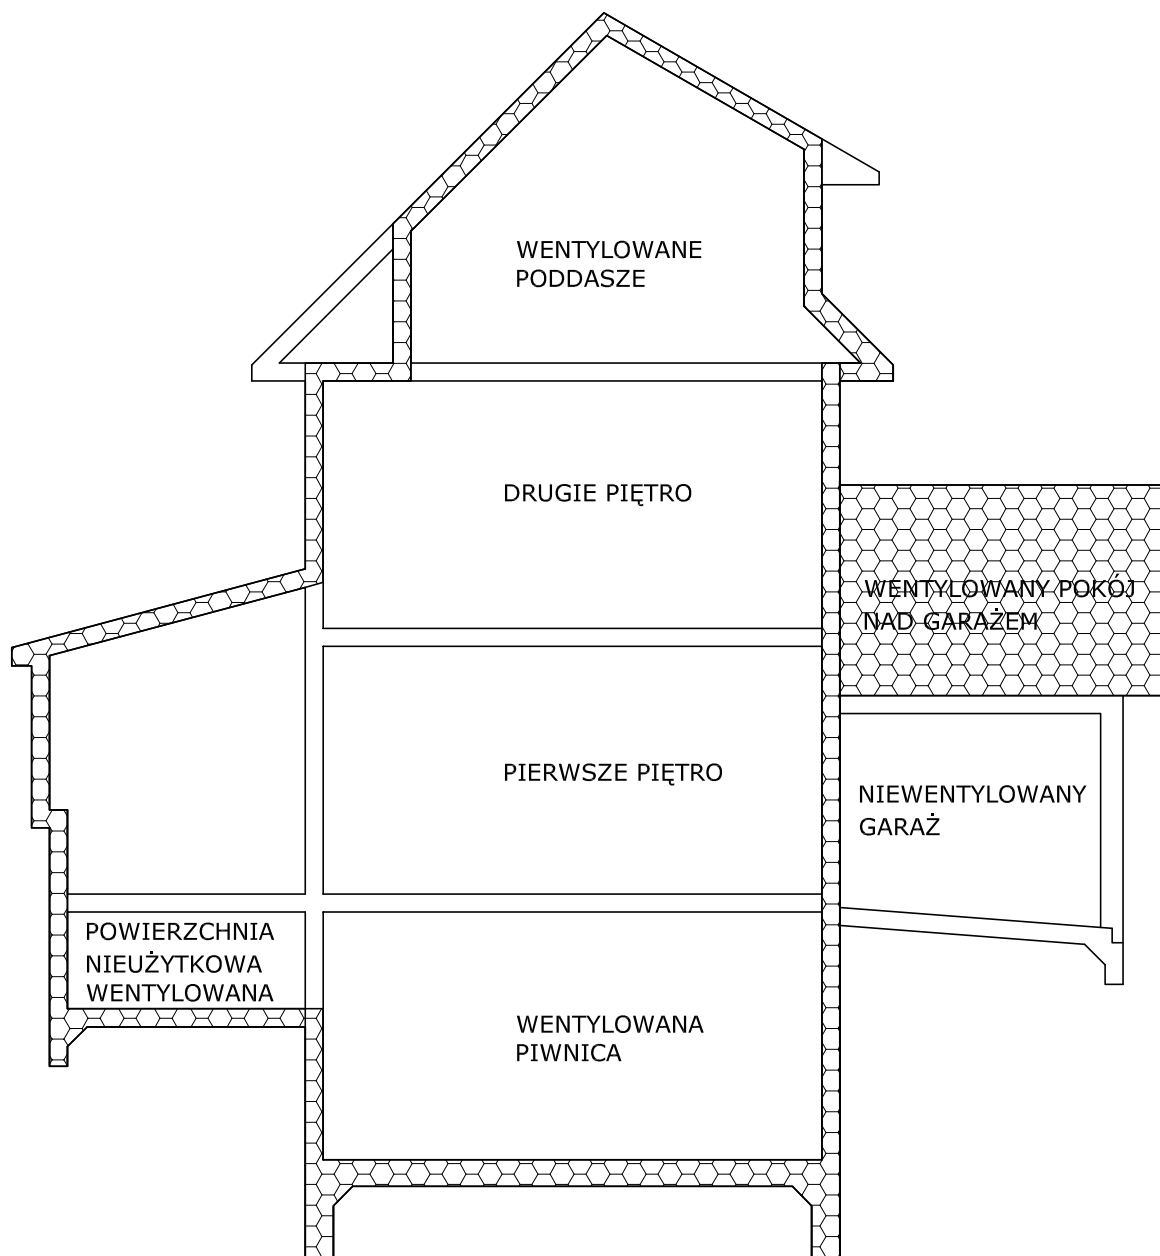 WENTYLOWANE
PODDASZE
DRUGIE PIĘTRO
WENTYLOWANY POKÓJ
NAD GARAŻEM
PIERWSZE PIĘTRO
NIEWENTYLOWANY
GARAŻ
POWIERZCHNIA
NIEUŻYTKOWA
WENTYLOWANA
WENTYLOWANA
PIWNICA